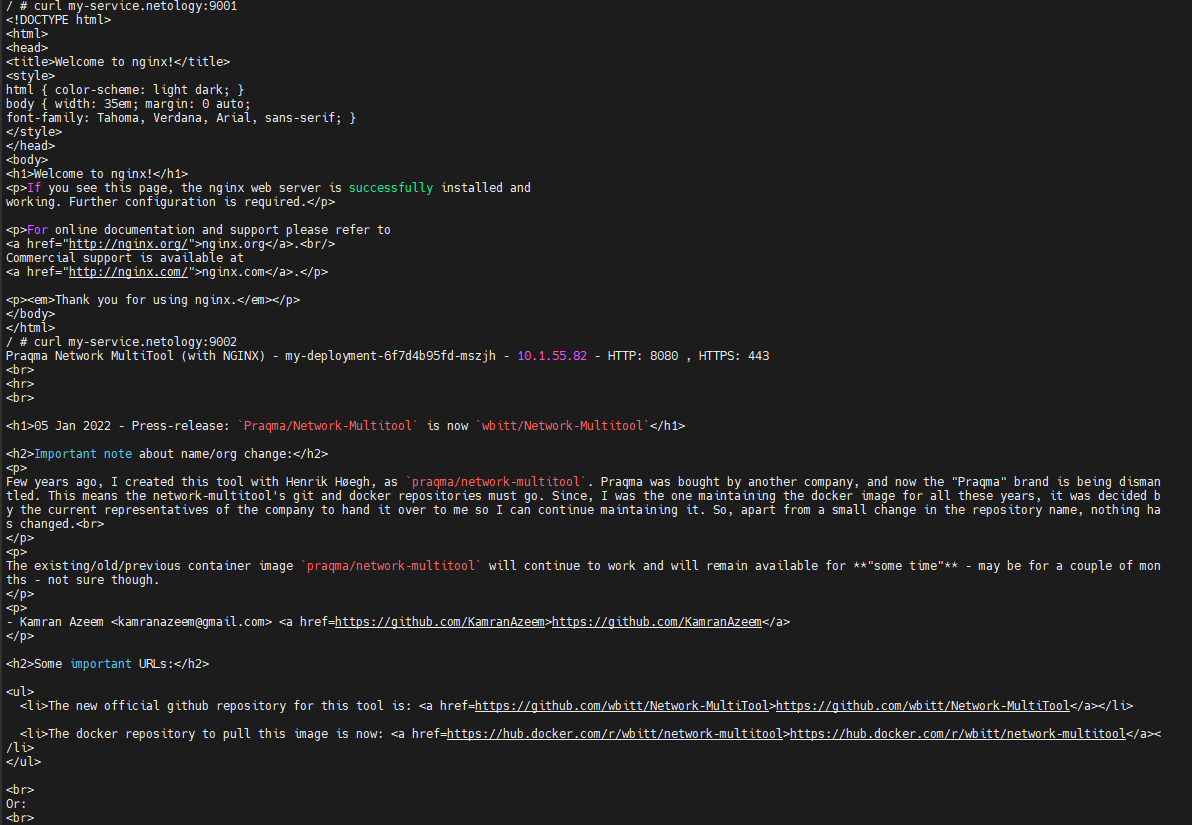 / # curl my-service.netology:9001
<!DOCTYPE html>
<html>
<head>
<title>Welcome to nginx!</title>
<style>
html { color-scheme: light dark; }
body { width: 35em; margin: 0 auto;
font-family: Tahoma, Verdana, Arial, sans-serif; }
</style>
</head>
<body>
<h1>Welcome to nginx!</h1>
<p>If you see this page, the nginx web server is successfully installed and
working. Further configuration is required.</p>

<p>For online documentation and support please refer to
<a href="http://nginx.org/">nginx.org</a>.<br/>
Commercial support is available at
<a href="http://nginx.com/">nginx.com</a>.</p>

<p><em>Thank you for using nginx.</em></p>
</body>
</html>
/ # curl my-service.netology:9002
Praqma Network MultiTool (with NGINX) - my-deployment-6f7d4b95fd-mszjh - 10.1.55.82 - HTTP: 8080 , HTTPS: 443
<br>
<hr>
<br>

<h1>05 Jan 2022 - Press-release: `Praqma/Network-Multitool` is now `wbitt/Network-Multitool`</h1>

<h2>Important note about name/org change:</h2>
<p>
Few years ago, I created this tool with Henrik Høegh, as `praqma/network-multitool`. Praqma was bought by another company, and now the "Praqma" brand is being disman
tled. This means the network-multitool's git and docker repositories must go. Since, I was the one maintaining the docker image for all these years, it was decided b
y the current representatives of the company to hand it over to me so I can continue maintaining it. So, apart from a small change in the repository name, nothing ha
s changed.<br>
</p>
<p>
The existing/old/previous container image `praqma/network-multitool` will continue to work and will remain available for **"some time"** - may be for a couple of mon
ths - not sure though.
</p>
<p>
- Kamran Azeem <kamranazeem@gmail.com> <a href=https://github.com/KamranAzeem>https://github.com/KamranAzeem</a>
</p>

<h2>Some important URLs:</h2>

<ul>
  <li>The new official github repository for this tool is: <a href=https://github.com/wbitt/Network-MultiTool>https://github.com/wbitt/Network-MultiTool</a></li>

  <li>The docker repository to pull this image is now: <a href=https://hub.docker.com/r/wbitt/network-multitool>https://hub.docker.com/r/wbitt/network-multitool</a><
/li>
</ul>

<br>
Or:
<br>